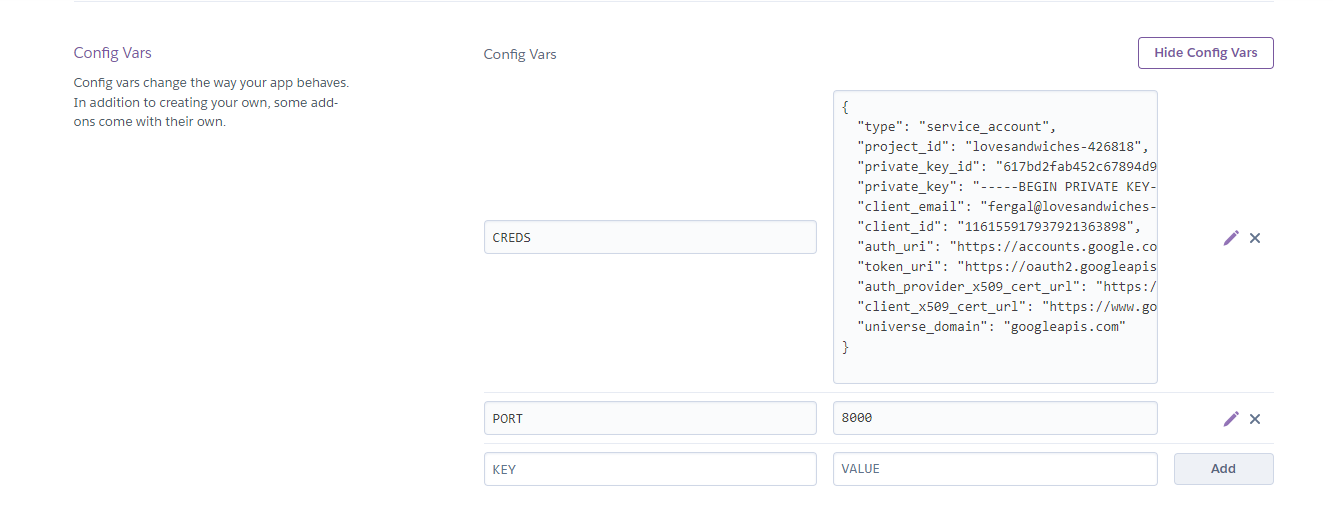 Config Vars
Config vars change the way your app behaves.
In addition to creating your own, some add-
ons come with their own.
Config Vars
Hide Config Vars
CREDS
{
"type": "service_account",
"project_id": "lovesandwiches-426818",
"private_key_id": "617bd2fab452c67894d9
"private_key": "-----BEGIN PRIVATE KEY-
"client_email": "fergal@lovesandwiches-
"client_id": "116155917937921363898",
"auth_uri": "https://accounts.google.co
"token_uri": "https://oauth2.googleapis
"auth_provider_x509_cert_url": "https:/
"client_x509_cert_url": "https://www.go
"universe_domain": "googleapis.com"
}
PORT
8000
KEY
VALUE
Add